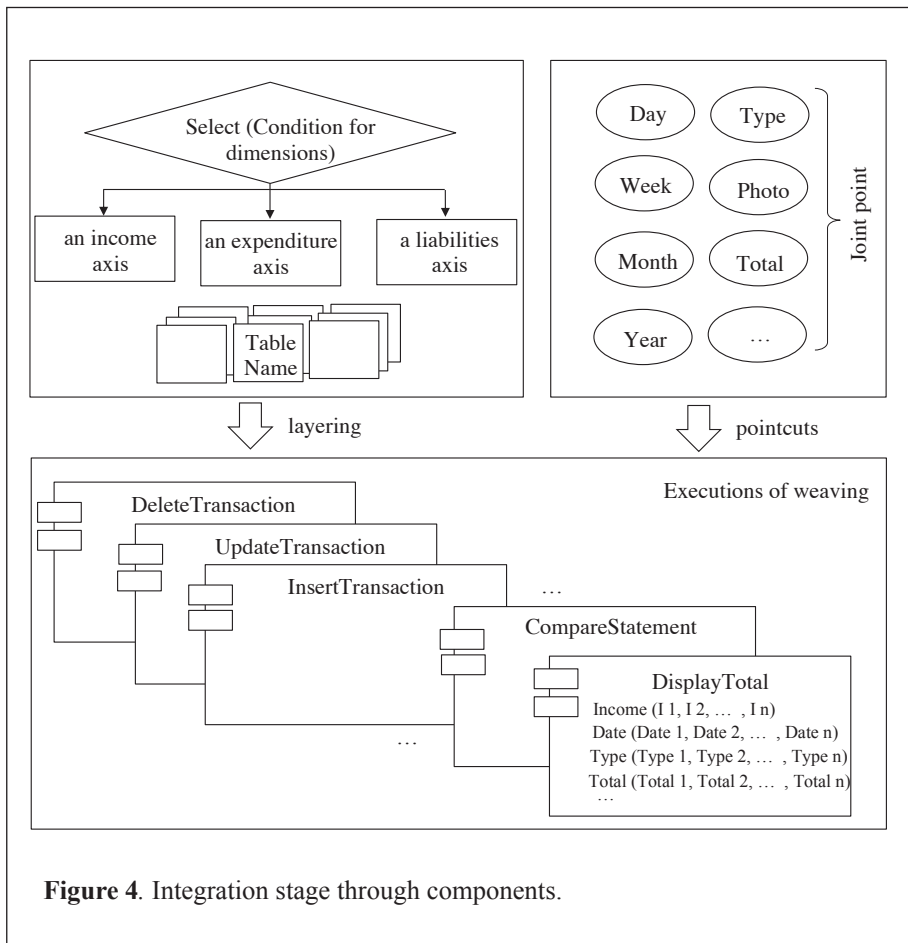 Select (Condition for
dimensions)
an income
axis
an expenditure
axis
a liabilities
axis
Table
Name
Day
Type
Week
Photo
Month
Total
Year
…
Joint point
layering
pointcuts
Executions of weaving
DeleteTransaction
UpdateTransaction
InsertTransaction
…
CompareStatement
…
DisplayTotal
Income (I 1, I 2, … , I n)
Date (Date 1, Date 2, … , Date n)
Type (Type 1, Type 2, … , Type n)
Total (Total 1, Total 2, … , Total n)
…
Figure 4. Integration stage through components.